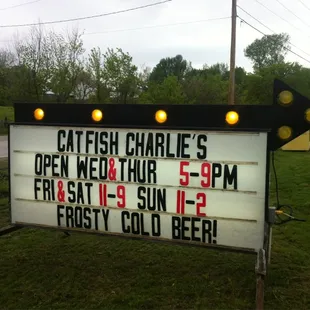 CATFISH CHARLIE'S
OPEN WED&THUR 5-9PM
FRI&SAT 11-9 SUN 11-2
FROSTY COLD BEER!